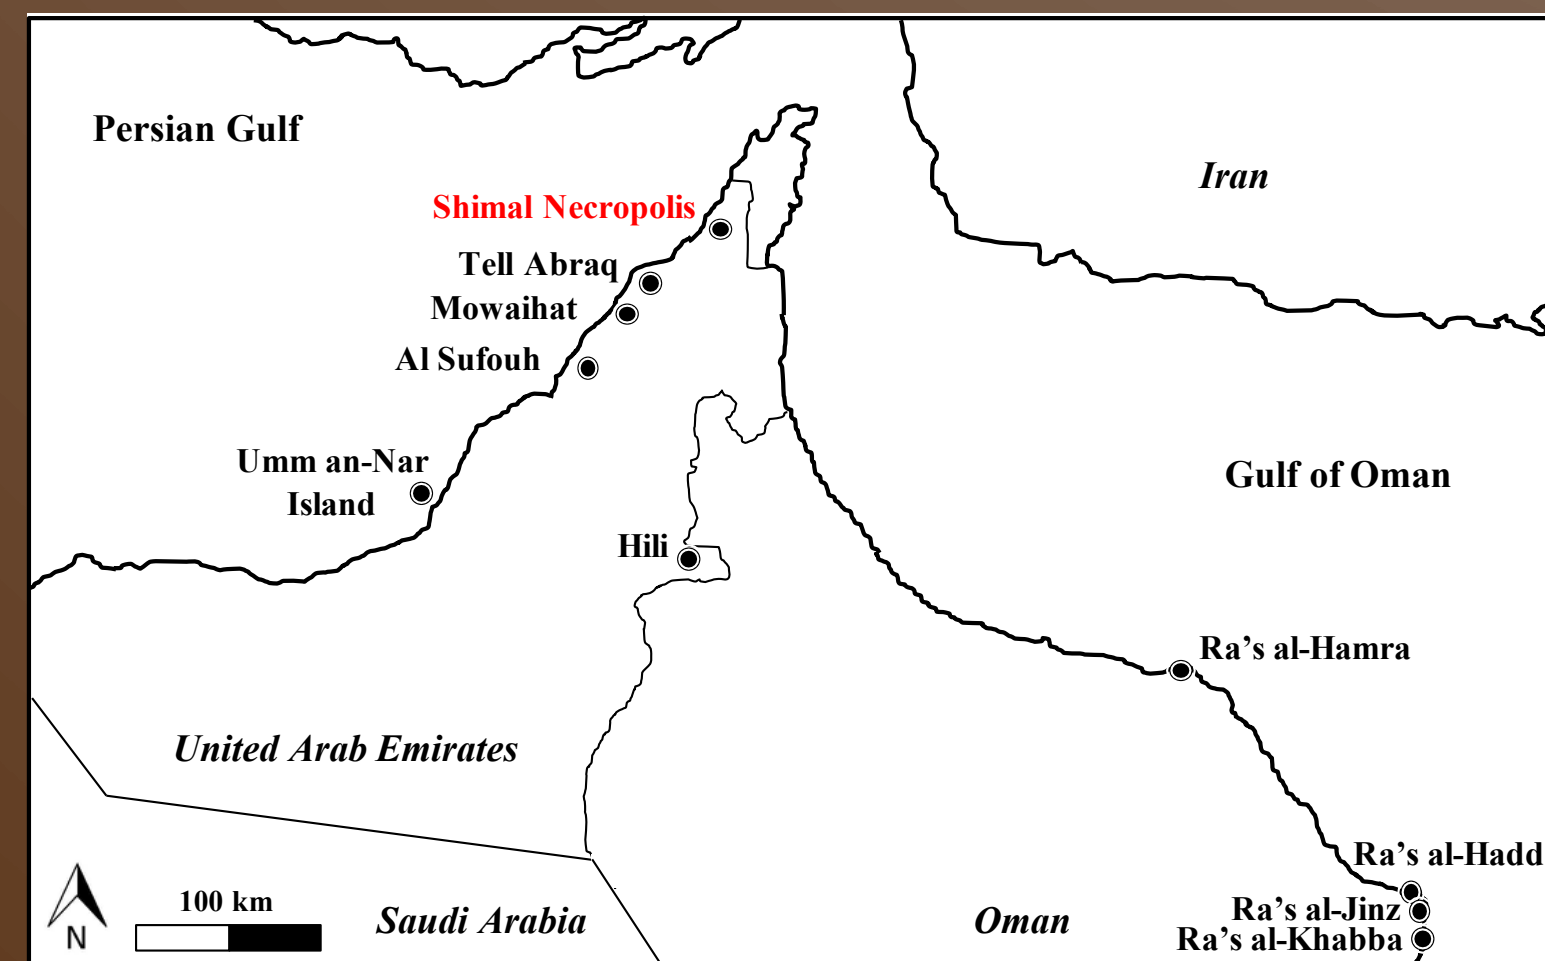 Persian Gulf
Iran
Shimal Necropolis
Tell Abraq
Mowaihat
Al Sufouh
Umm an-Nar
Island
Gulf of Oman
Hili
Ra’s al-Hamra
United Arab Emirates
Ra’s al-Hadd
100 km
Saudi Arabia
Oman
Ra’s al-Jinz
Ra’s al-Khabba
N